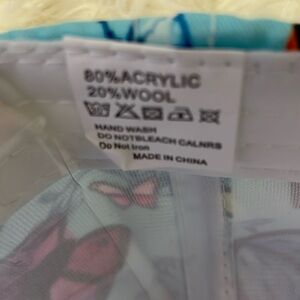 80%ACRYLIC
20%WOOL
HAND WASH
DO NOTBLEACH CALNRS
Do Not Iron
MADE IN CHINA